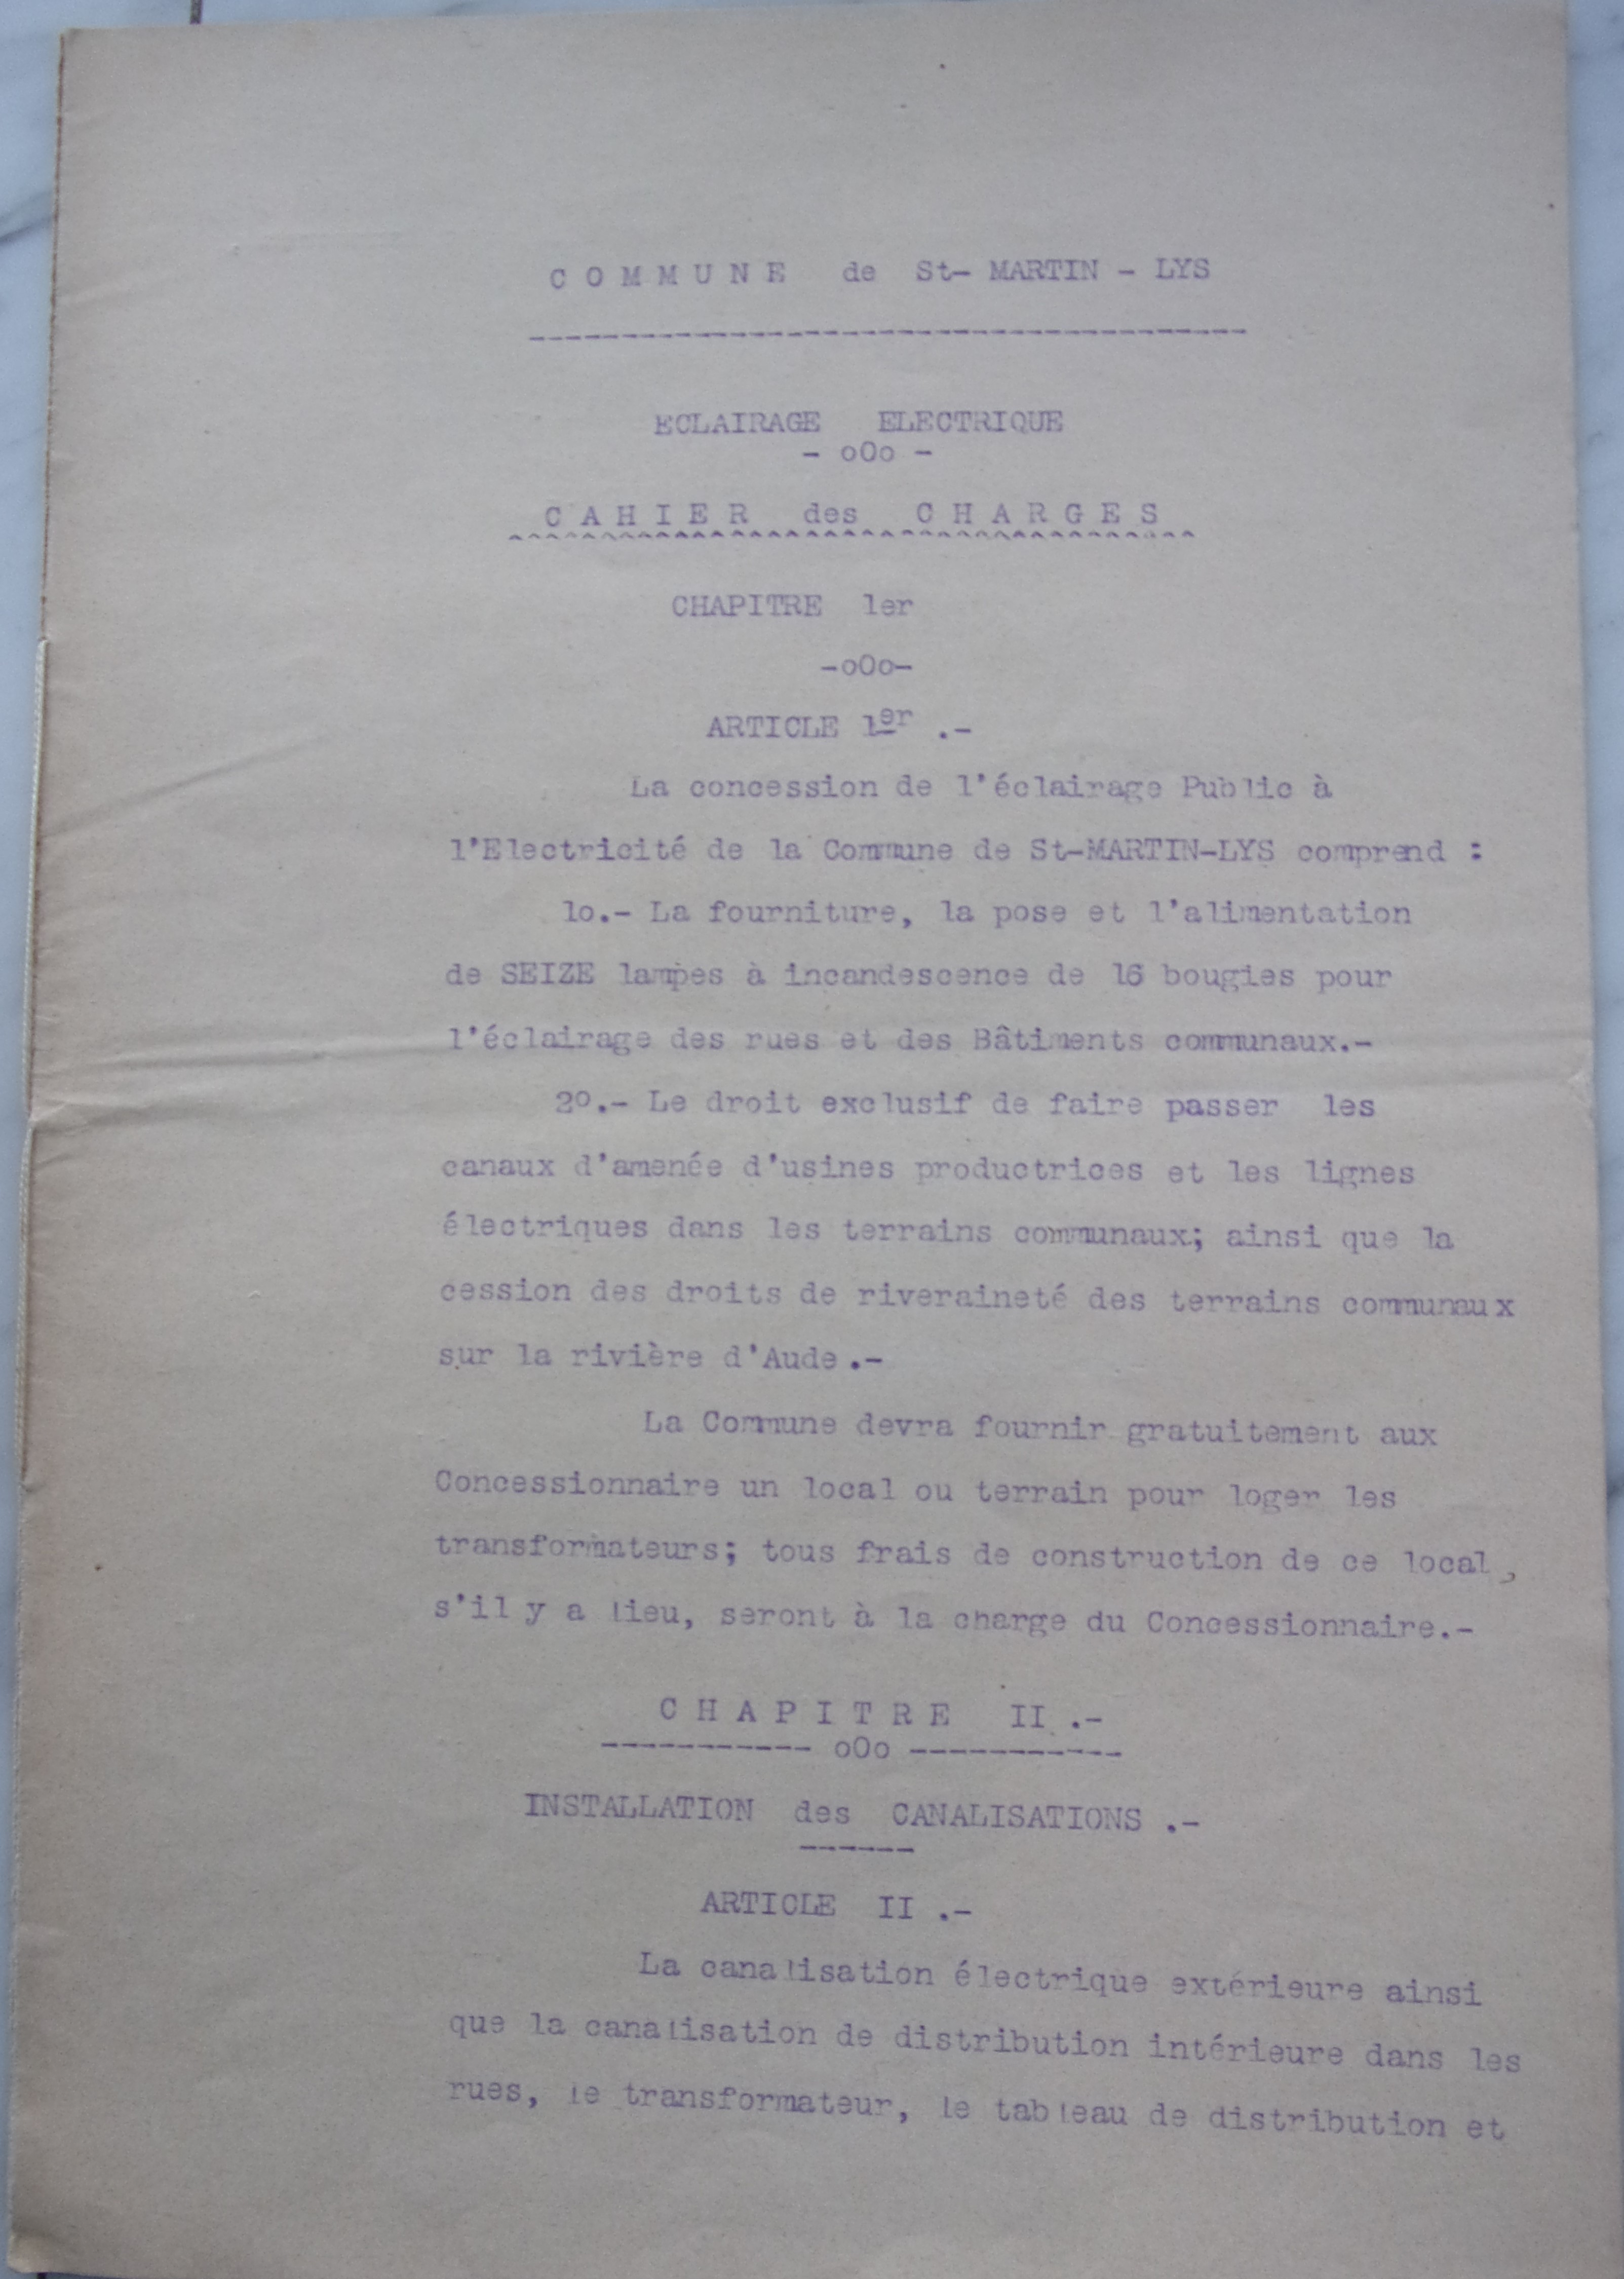 COMMUNE de St- MARTIN - LYS
---------------------------------------
ECLAIRAGE ELECTRIQUE
- oOo -
CAHIER des CHARGES
^^^^^^^^^^^^^^^^^^^^^^^^^^^^^^^^^^^^^^
CHAPITRE 1er
-oOo-
ARTICLE 1er .-
La concession de l'éclairage Public à
l'Electricité de la Commune de St-MARTIN-LYS comprend :
1o.- La fourniture, la pose et l'alimentation
de SEIZE lampes à incandescence de 16 bougies pour
l'éclairage des rues et des Bâtiments communaux.-
2o.- Le droit exclusif de faire passer les
canaux d'amenée d'usines productrices et les lignes
électriques dans les terrains communaux; ainsi que la
cession des droits de riveraineté des terrains communaux
sur la rivière d'Aude.-
La Commune devra fournir gratuitement aux
Concessionnaire un local ou terrain pour loger les
transformateurs; tous frais de construction de ce local,
s'il y a lieu, seront à la charge du Concessionnaire.-
CHAPITRE II .-
----------- oOo -----------
INSTALLATION des CANALISATIONS .-
------
ARTICLE II .-
La canalisation électrique extérieure ainsi
que la canalisation de distribution intérieure dans les
rues, le transformateur, le tableau de distribution et